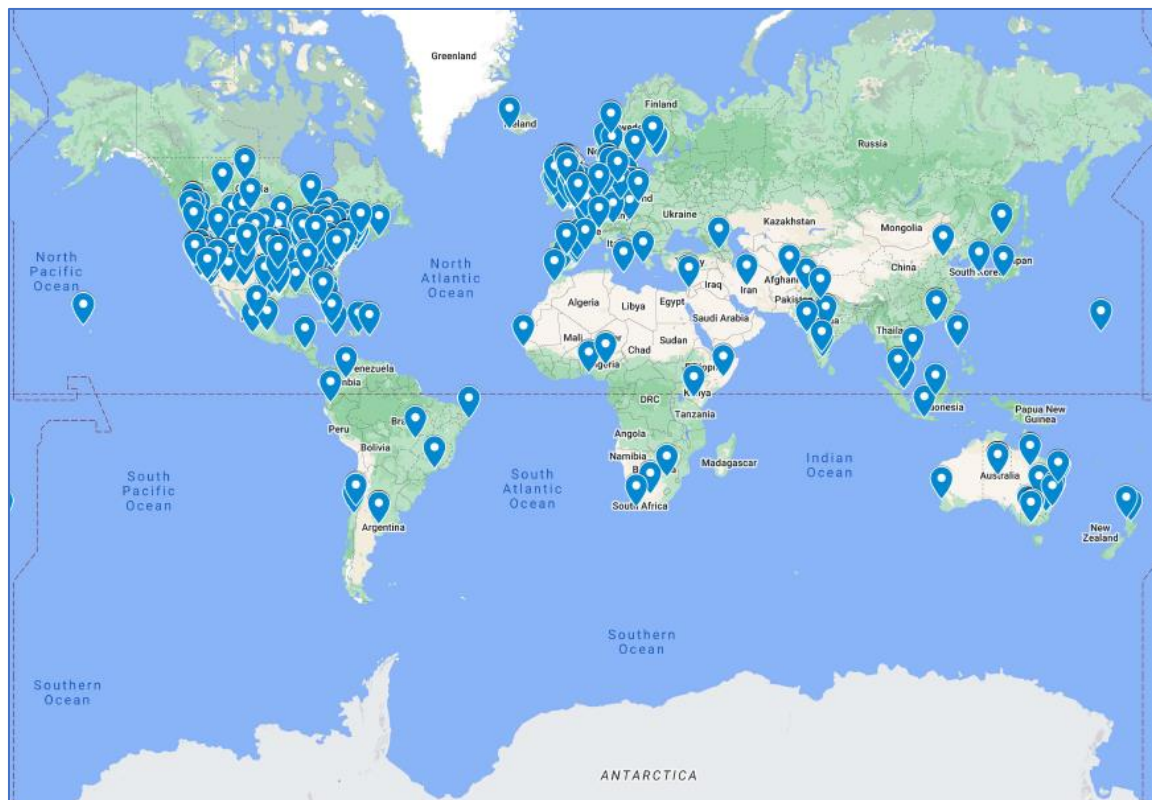 Greenland
Finland
Russia
Ukraine
Kazakhstan
Mongolia
North
Pacific
Ocean
North
Atlantic
Ocean
China
South Korea
Japan
Iraq
Iran
Afghani
Pakistan
Algeria
Libya
Egypt
Saudi Arabia
Mali
Chad
Sudan
Thaila
DRC
Kenya
Tanzania
Papua New
Guinea
Peru
Bolivia
Angola
Namibia
Madagascar
Indian
Ocean
South
Pacific
Ocean
South
Atlantic
Ocean
Australia
South Africa
Argentina
New
Zealand
Southern
Ocean
Southern
Ocean
ANTARCTICA